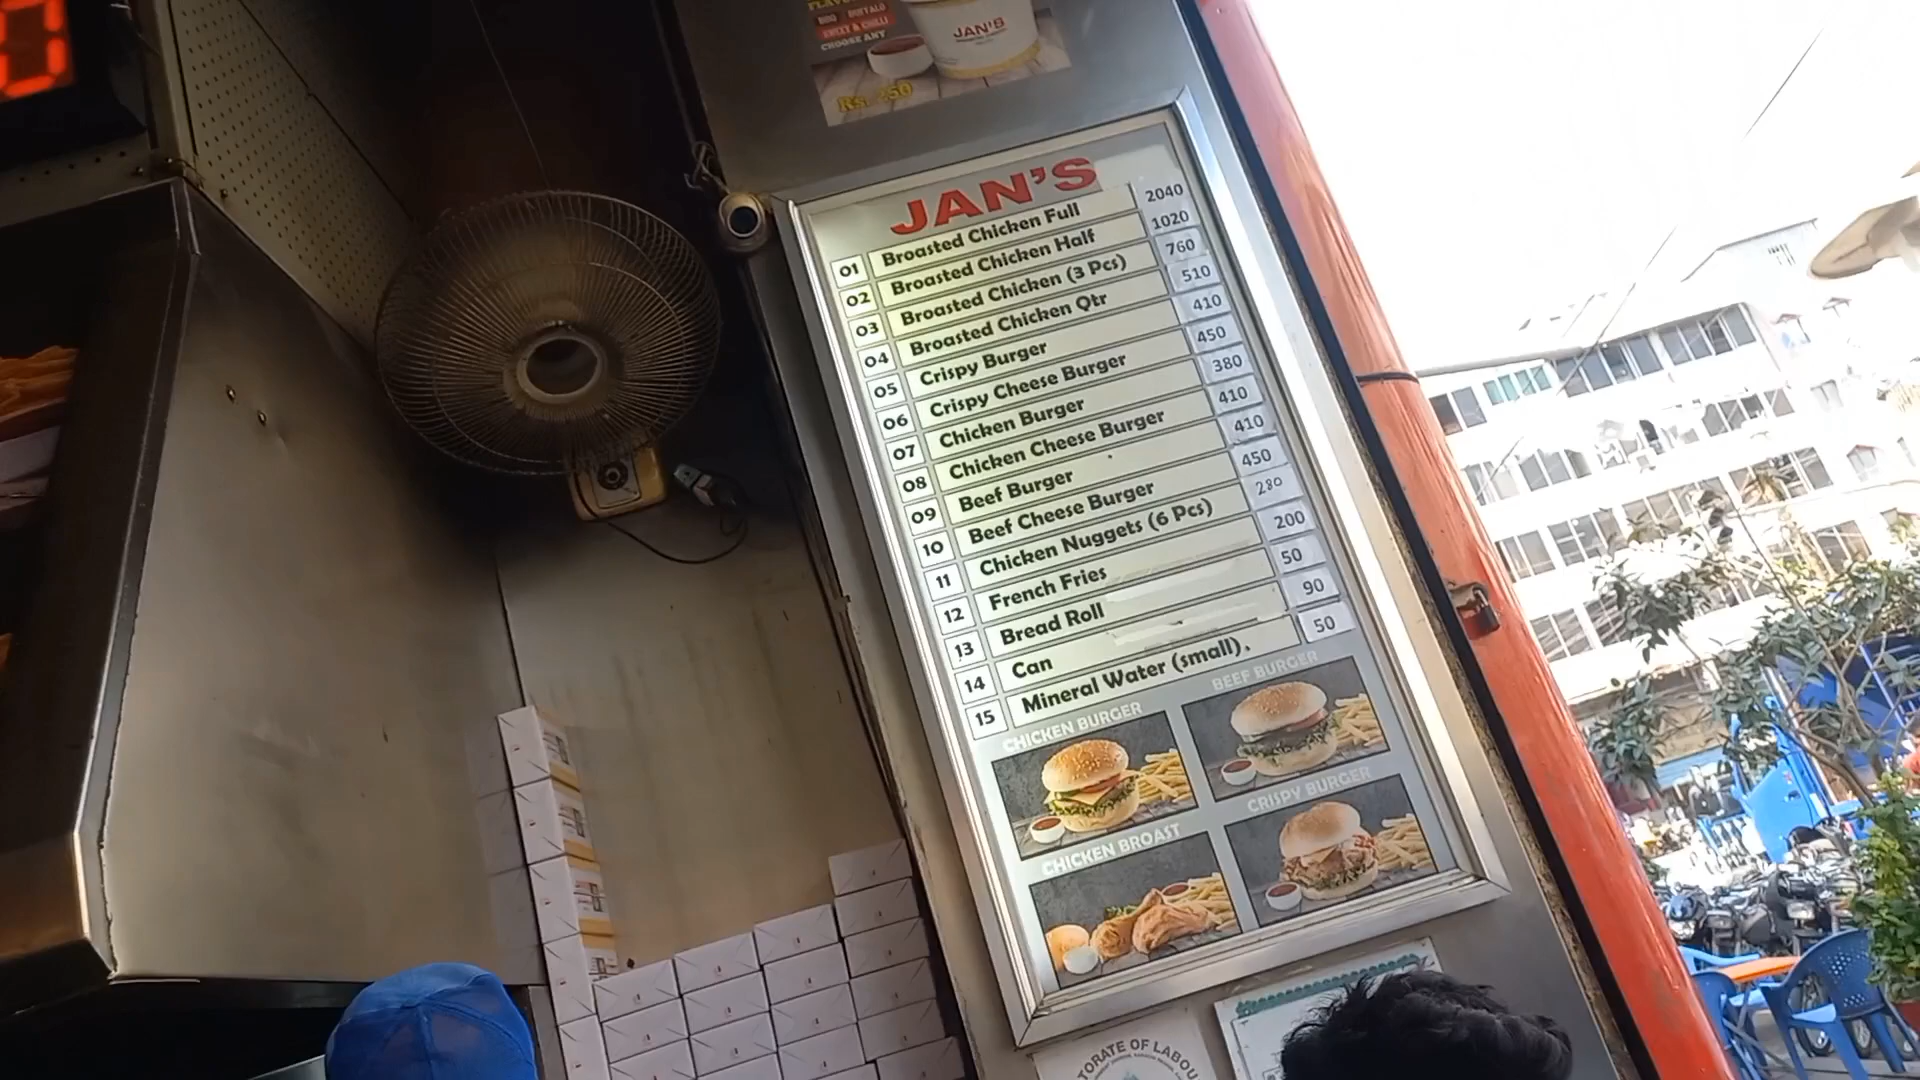 BBQ BUFFALO
SWEET & CHILLI
CHOOSE ANY
JAN'S
Rs. 250
JAN'S
01 Broasted Chicken Full 2040
02 Broasted Chicken Half 1020
03 Broasted Chicken (3 Pcs) 760
04 Broasted Chicken Qtr 510
05 Crispy Burger 410
06 Crispy Cheese Burger 450
07 Chicken Burger 380
08 Chicken Cheese Burger 410
09 Beef Burger 410
10 Beef Cheese Burger 450
11 Chicken Nuggets (6 Pcs) 280
12 French Fries 200
13 Bread Roll 50
14 Can 90
15 Mineral Water (small). 50
CHICKEN BURGER
BEEF BURGER
CHICKEN BROAST
CRISPY BURGER